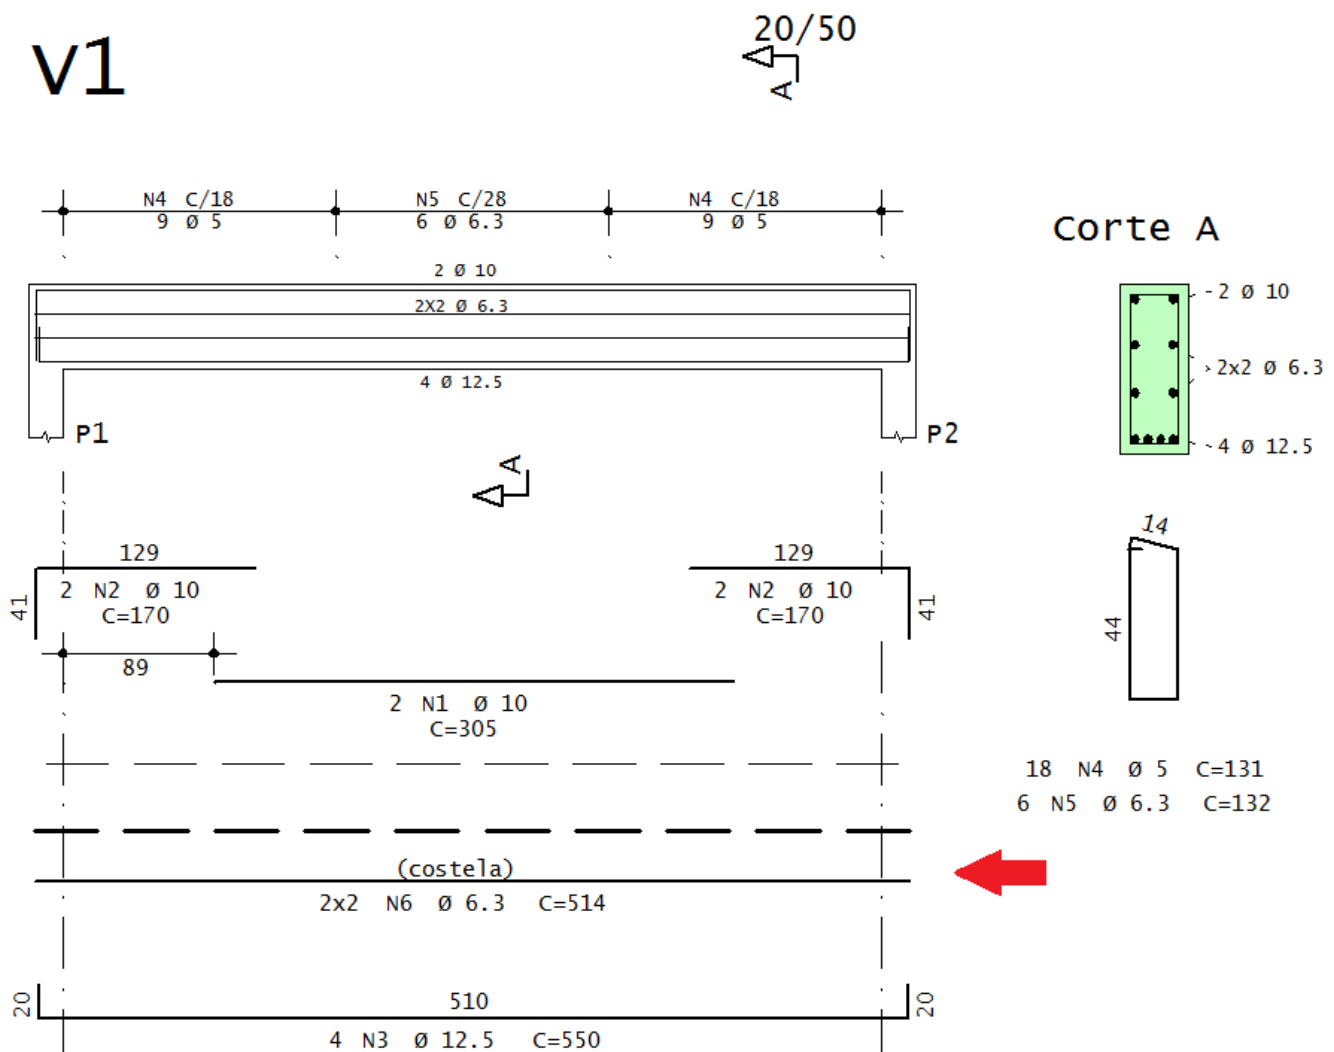 V1
20/50
A
N4 C/18
9 Ø 5
N5 C/28
6 Ø 6.3
N4 C/18
9 Ø 5
2 Ø 10
2X2 Ø 6.3
4 Ø 12.5
P1
P2
A
Corte A
2 Ø 10
2x2 Ø 6.3
4 Ø 12.5
129
41
2 N2 Ø 10
C=170
89
129
41
2 N2 Ø 10
C=170
2 N1 Ø 10
C=305
14
44
18 N4 Ø 5 C=131
6 N5 Ø 6.3 C=132
(costela)
2x2 N6 Ø 6.3 C=514
20
510
20
4 N3 Ø 12.5 C=550